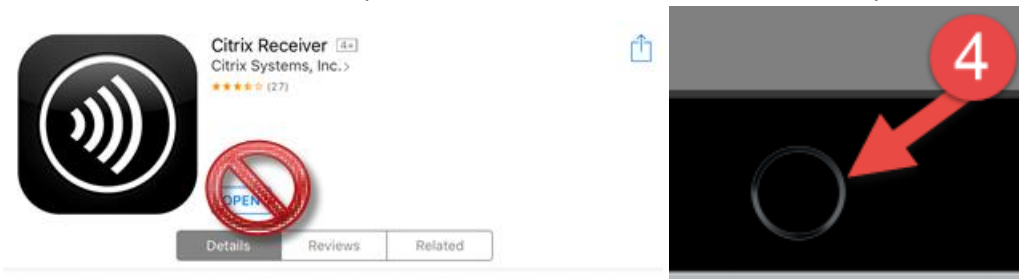 Citrix Receiver 4+
Citrix Systems, Inc. >
(27)
OPEN
Details Reviews Related
4